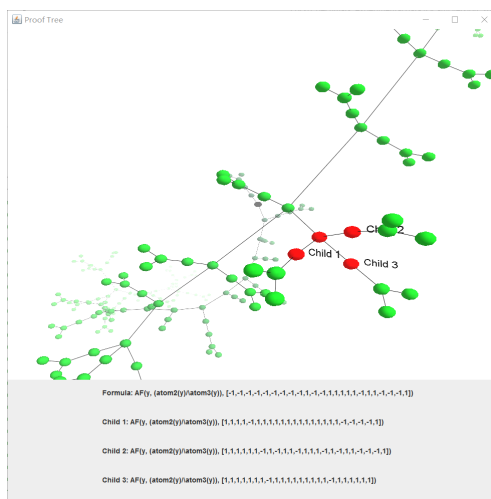 Proof Tree
Child 2
Child 1
Child 3
Formula: AF(y, (atom2(y)/\atom3(y)), [-1,-1,-1,-1,-1,-1,-1,-1,-1,1,-1,-1,1,1,1,1,1,-1,1,1,-1,-1,-1,1])
Child 1: AF(y, (atom2(y)/\atom3(y)), [1,1,1,1,-1,1,1,1,1,1,1,1,1,1,1,1,1,1,-1,-1,-1,-1,1])
Child 2: AF(y, (atom2(y)/\atom3(y)), [1,1,1,1,1,1,-1,1,-1,1,1,-1,1,1,1,1,-1,1,-1,1,1,-1,-1,-1,-1,1])
Child 3: AF(y, (atom2(y)/\atom3(y)), [1,1,1,1,1,1,1,-1,1,1,1,1,1,1,1,1,-1,1,1,1,1,1,1])